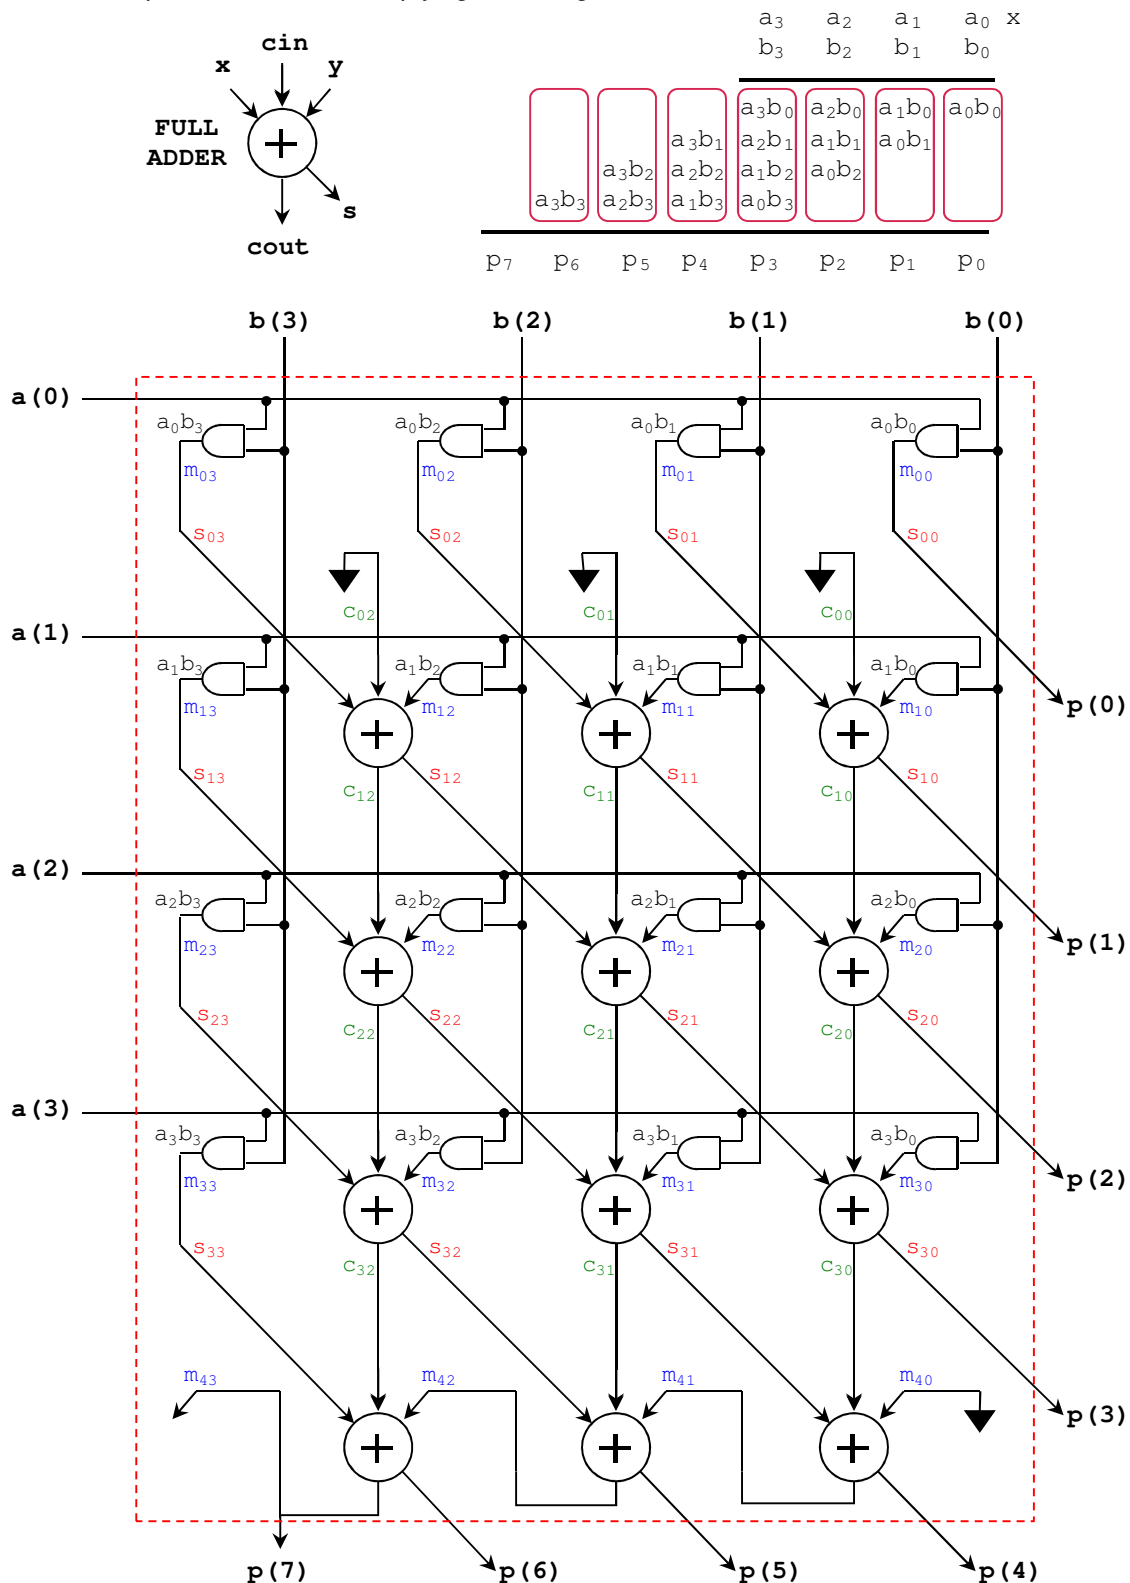 a₃ a₂ a₁ a₀ x
b₃ b₂ b₁ b₀
cin
x y
FULL
ADDER
s
cout
a₃b₀ a₂b₀ a₁b₀ a₀b₀
a₃b₁ a₂b₁ a₁b₁ a₀b₁
a₃b₂ a₂b₂ a₁b₂ a₀b₂
a₃b₃ a₂b₃ a₁b₃ a₀b₃
p₇ p₆ p₅ p₄ p₃ p₂ p₁ p₀
b(3) b(2) b(1) b(0)
a(0)
a₀b₃ a₀b₂ a₀b₁ a₀b₀
m₀₃ m₀₂ m₀₁ m₀₀
s₀₃ s₀₂ s₀₁ s₀₀
c₀₂ c₀₁ c₀₀
a(1)
a₁b₃ a₁b₂ a₁b₁ a₁b₀
m₁₃ m₁₂ m₁₁ m₁₀ p(0)
s₁₃ s₁₂ s₁₁ s₁₀
c₁₂ c₁₁ c₁₀
a(2)
a₂b₃ a₂b₂ a₂b₁ a₂b₀
m₂₃ m₂₂ m₂₁ m₂₀ p(1)
s₂₃ s₂₂ s₂₁ s₂₀
c₂₂ c₂₁ c₂₀
a(3)
a₃b₃ a₃b₂ a₃b₁ a₃b₀
m₃₃ m₃₂ m₃₁ m₃₀ p(2)
s₃₃ s₃₂ s₃₁ s₃₀
c₃₂ c₃₁ c₃₀
m₄₃ m₄₂ m₄₁ m₄₀
p(3)
p(7) p(6) p(5) p(4)